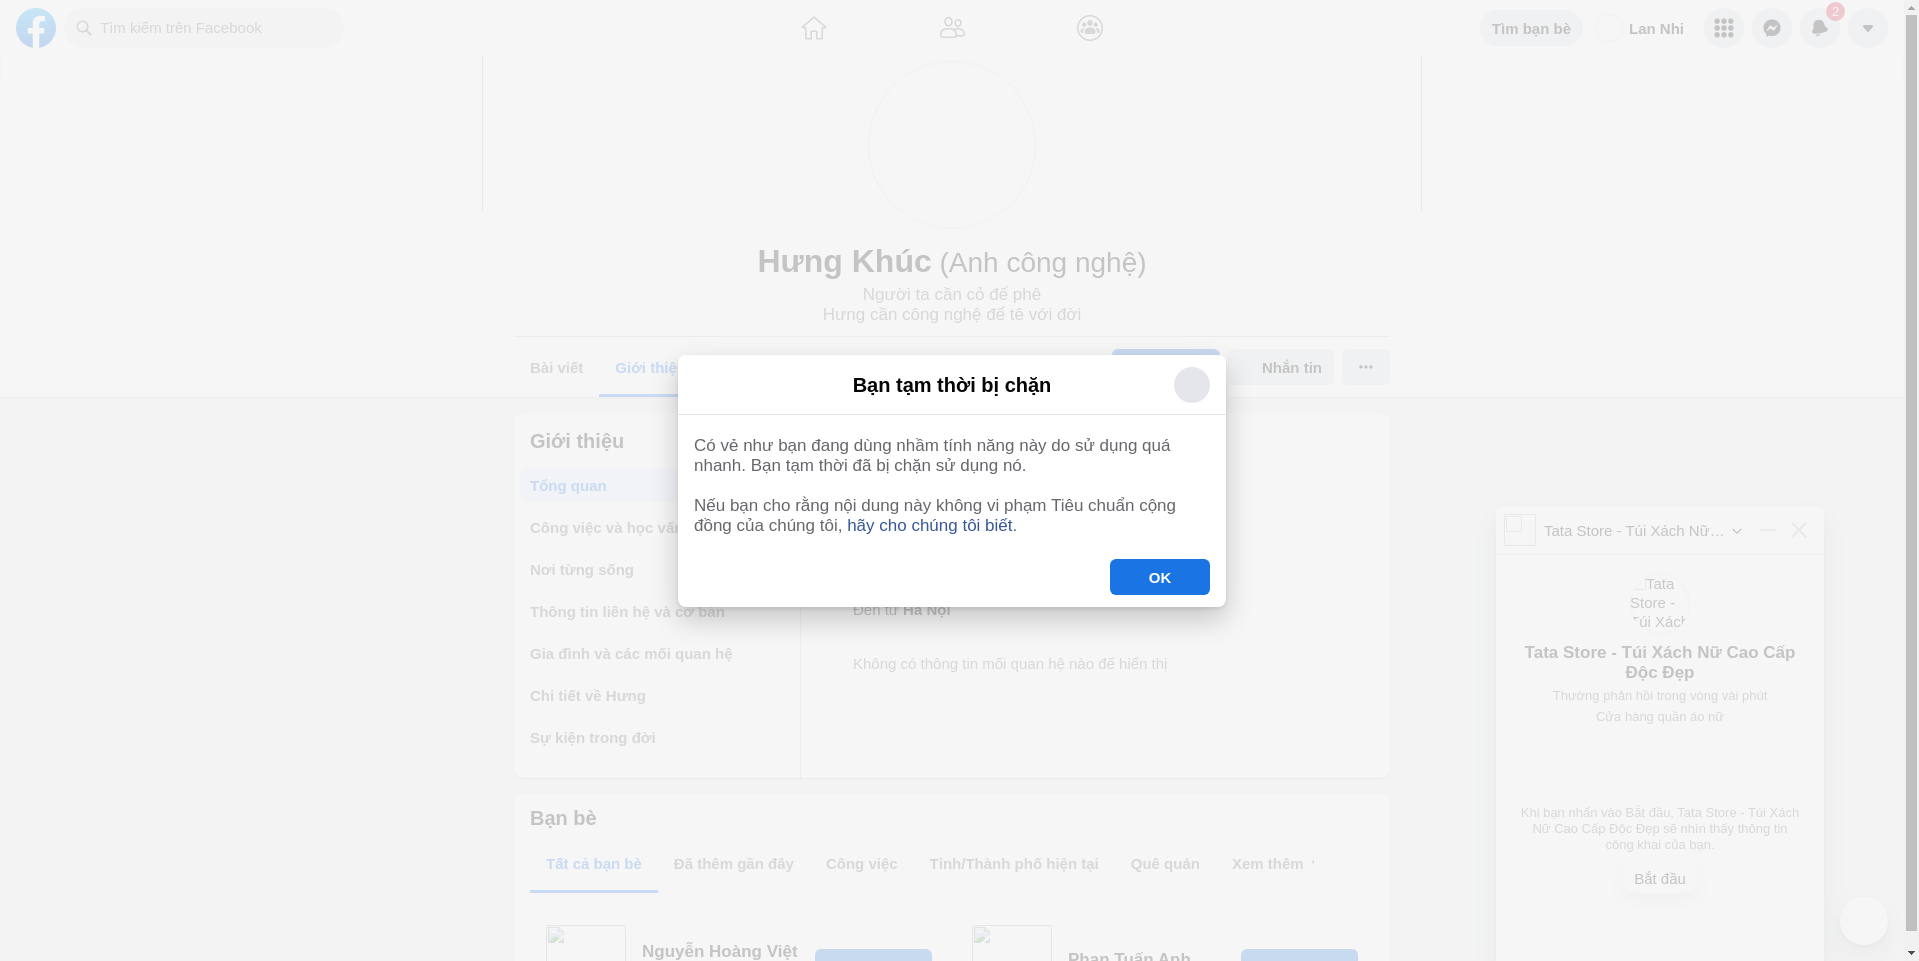 Tìm kiếm trên Facebook
Tìm bạn bè
Lan Nhi
2
Hưng Khúc (Anh công nghệ)
Người ta cần cỏ để phê
Hưng cần công nghệ để tê với đời
Bài viết
Giới thiệ
Nhắn tin
Bạn tạm thời bị chặn
Có vẻ như bạn đang dùng nhầm tính năng này do sử dụng quá
nhanh. Bạn tạm thời đã bị chặn sử dụng nó.
Nếu bạn cho rằng nội dung này không vi phạm Tiêu chuẩn cộng
đồng của chúng tôi, hãy cho chúng tôi biết.
OK
Giới thiệu
Tổng quan
Công việc và học vấn
Nơi từng sống
Thông tin liên hệ và cơ bản
Gia đình và các mối quan hệ
Chi tiết về Hưng
Sự kiện trong đời
Đến từ Hà Nội
Không có thông tin mối quan hệ nào để hiển thị
Bạn bè
Tất cả bạn bè
Đã thêm gần đây
Công việc
Tỉnh/Thành phố hiện tại
Quê quán
Xem thêm
Nguyễn Hoàng Việt
Phan Tuấn Anh
Tata Store - Túi Xách Nữ…
Tata
Store -
Túi Xách
Tata Store - Túi Xách Nữ Cao Cấp
Độc Đẹp
Thường phản hồi trong vòng vài phút
Cửa hàng quần áo nữ
Khi bạn nhấn vào Bắt đầu, Tata Store - Túi Xách
Nữ Cao Cấp Độc Đẹp sẽ nhìn thấy thông tin
công khai của bạn.
Bắt đầu